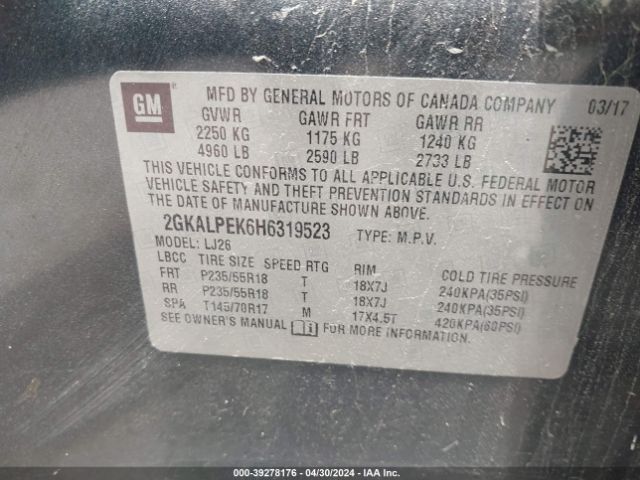 GM
MFD BY GENERAL MOTORS OF CANADA COMPANY 03/17
GVWR GAWR FRT GAWR RR
2250 KG 1175 KG 1240 KG
4960 LB 2590 LB 2733 LB
THIS VEHICLE CONFORMS TO ALL APPLICABLE U.S. FEDERAL MOTOR
VEHICLE SAFETY AND THEFT PREVENTION STANDARDS IN EFFECT ON
THE DATE OF MANUFACTURE SHOWN ABOVE.
2GKALPEK6H6319523 TYPE: M.P.V.
MODEL: LJ26
LBCC TIRE SIZE SPEED RTG RIM COLD TIRE PRESSURE
FRT P235/55R18 T 18X7J 240KPA(35PSI)
RR P235/55R18 T 18X7J 240KPA(35PSI)
SPA T145/70R17 M 17X4.5T 420KPA(60PSI)
SEE OWNER'S MANUAL FOR MORE INFORMATION.
000-39278176 - 04/30/2024 - IAA Inc.